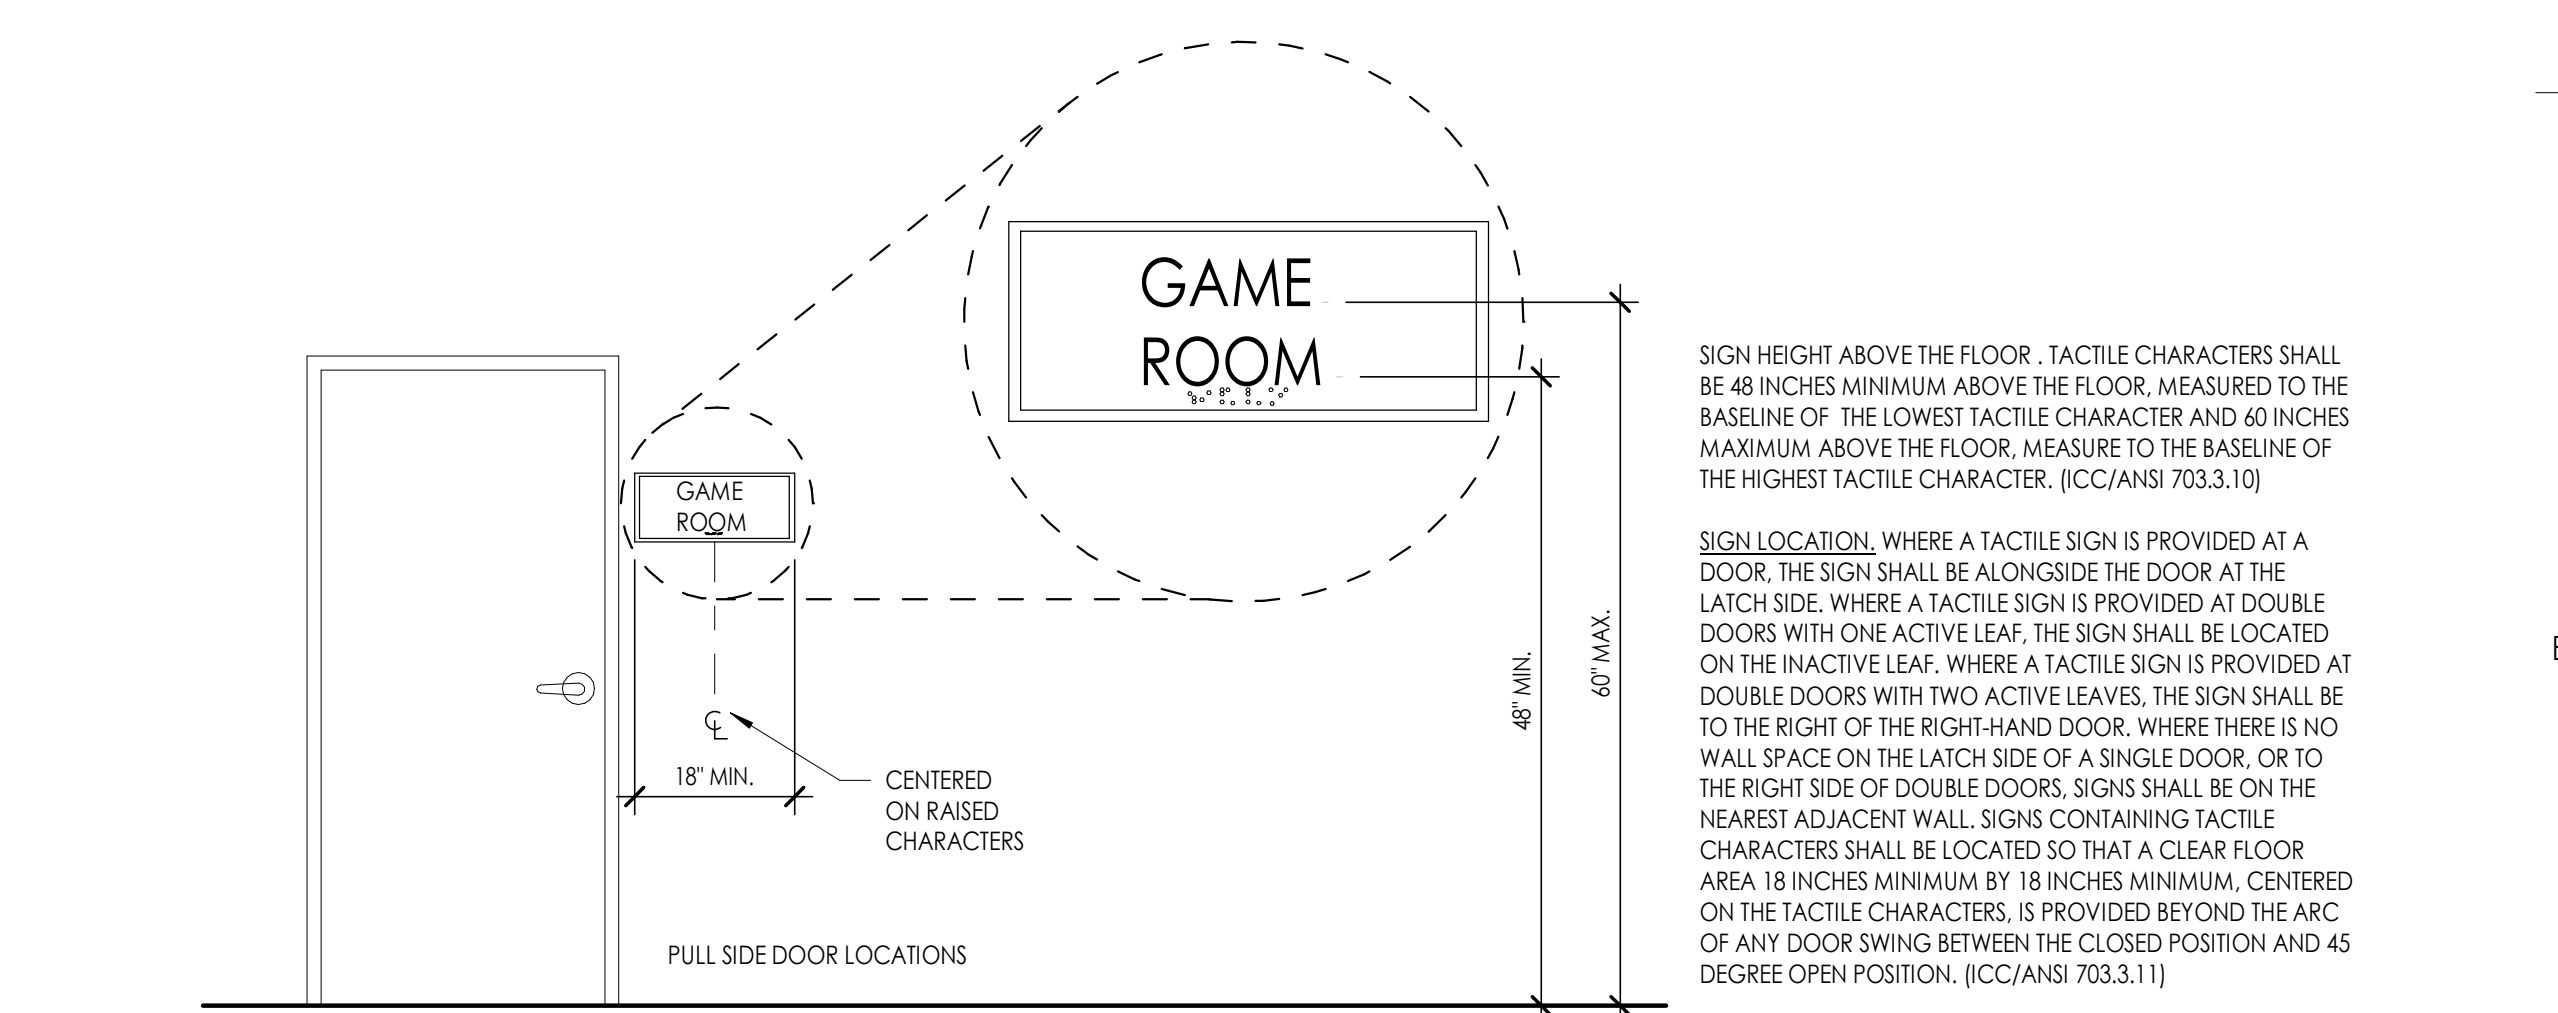 GAME
ROOM
GAME
ROOM
℄
18" MIN.
CENTERED
ON RAISED
CHARACTERS
PULL SIDE DOOR LOCATIONS
48" MIN.
60" MAX.
SIGN HEIGHT ABOVE THE FLOOR . TACTILE CHARACTERS SHALL
BE 48 INCHES MINIMUM ABOVE THE FLOOR, MEASURED TO THE
BASELINE OF  THE LOWEST TACTILE CHARACTER AND 60 INCHES
MAXIMUM ABOVE THE FLOOR, MEASURE TO THE BASELINE OF
THE HIGHEST TACTILE CHARACTER. (ICC/ANSI 703.3.10)
SIGN LOCATION. WHERE A TACTILE SIGN IS PROVIDED AT A
DOOR, THE SIGN SHALL BE ALONGSIDE THE DOOR AT THE
LATCH SIDE. WHERE A TACTILE SIGN IS PROVIDED AT DOUBLE
DOORS WITH ONE ACTIVE LEAF, THE SIGN SHALL BE LOCATED
ON THE INACTIVE LEAF. WHERE A TACTILE SIGN IS PROVIDED AT
DOUBLE DOORS WITH TWO ACTIVE LEAVES, THE SIGN SHALL BE
TO THE RIGHT OF THE RIGHT-HAND DOOR. WHERE THERE IS NO
WALL SPACE ON THE LATCH SIDE OF A SINGLE DOOR, OR TO
THE RIGHT SIDE OF DOUBLE DOORS, SIGNS SHALL BE ON THE
NEAREST ADJACENT WALL. SIGNS CONTAINING TACTILE
CHARACTERS SHALL BE LOCATED SO THAT A CLEAR FLOOR
AREA 18 INCHES MINIMUM BY 18 INCHES MINIMUM, CENTERED
ON THE TACTILE CHARACTERS, IS PROVIDED BEYOND THE ARC
OF ANY DOOR SWING BETWEEN THE CLOSED POSITION AND 45
DEGREE OPEN POSITION. (ICC/ANSI 703.3.11)